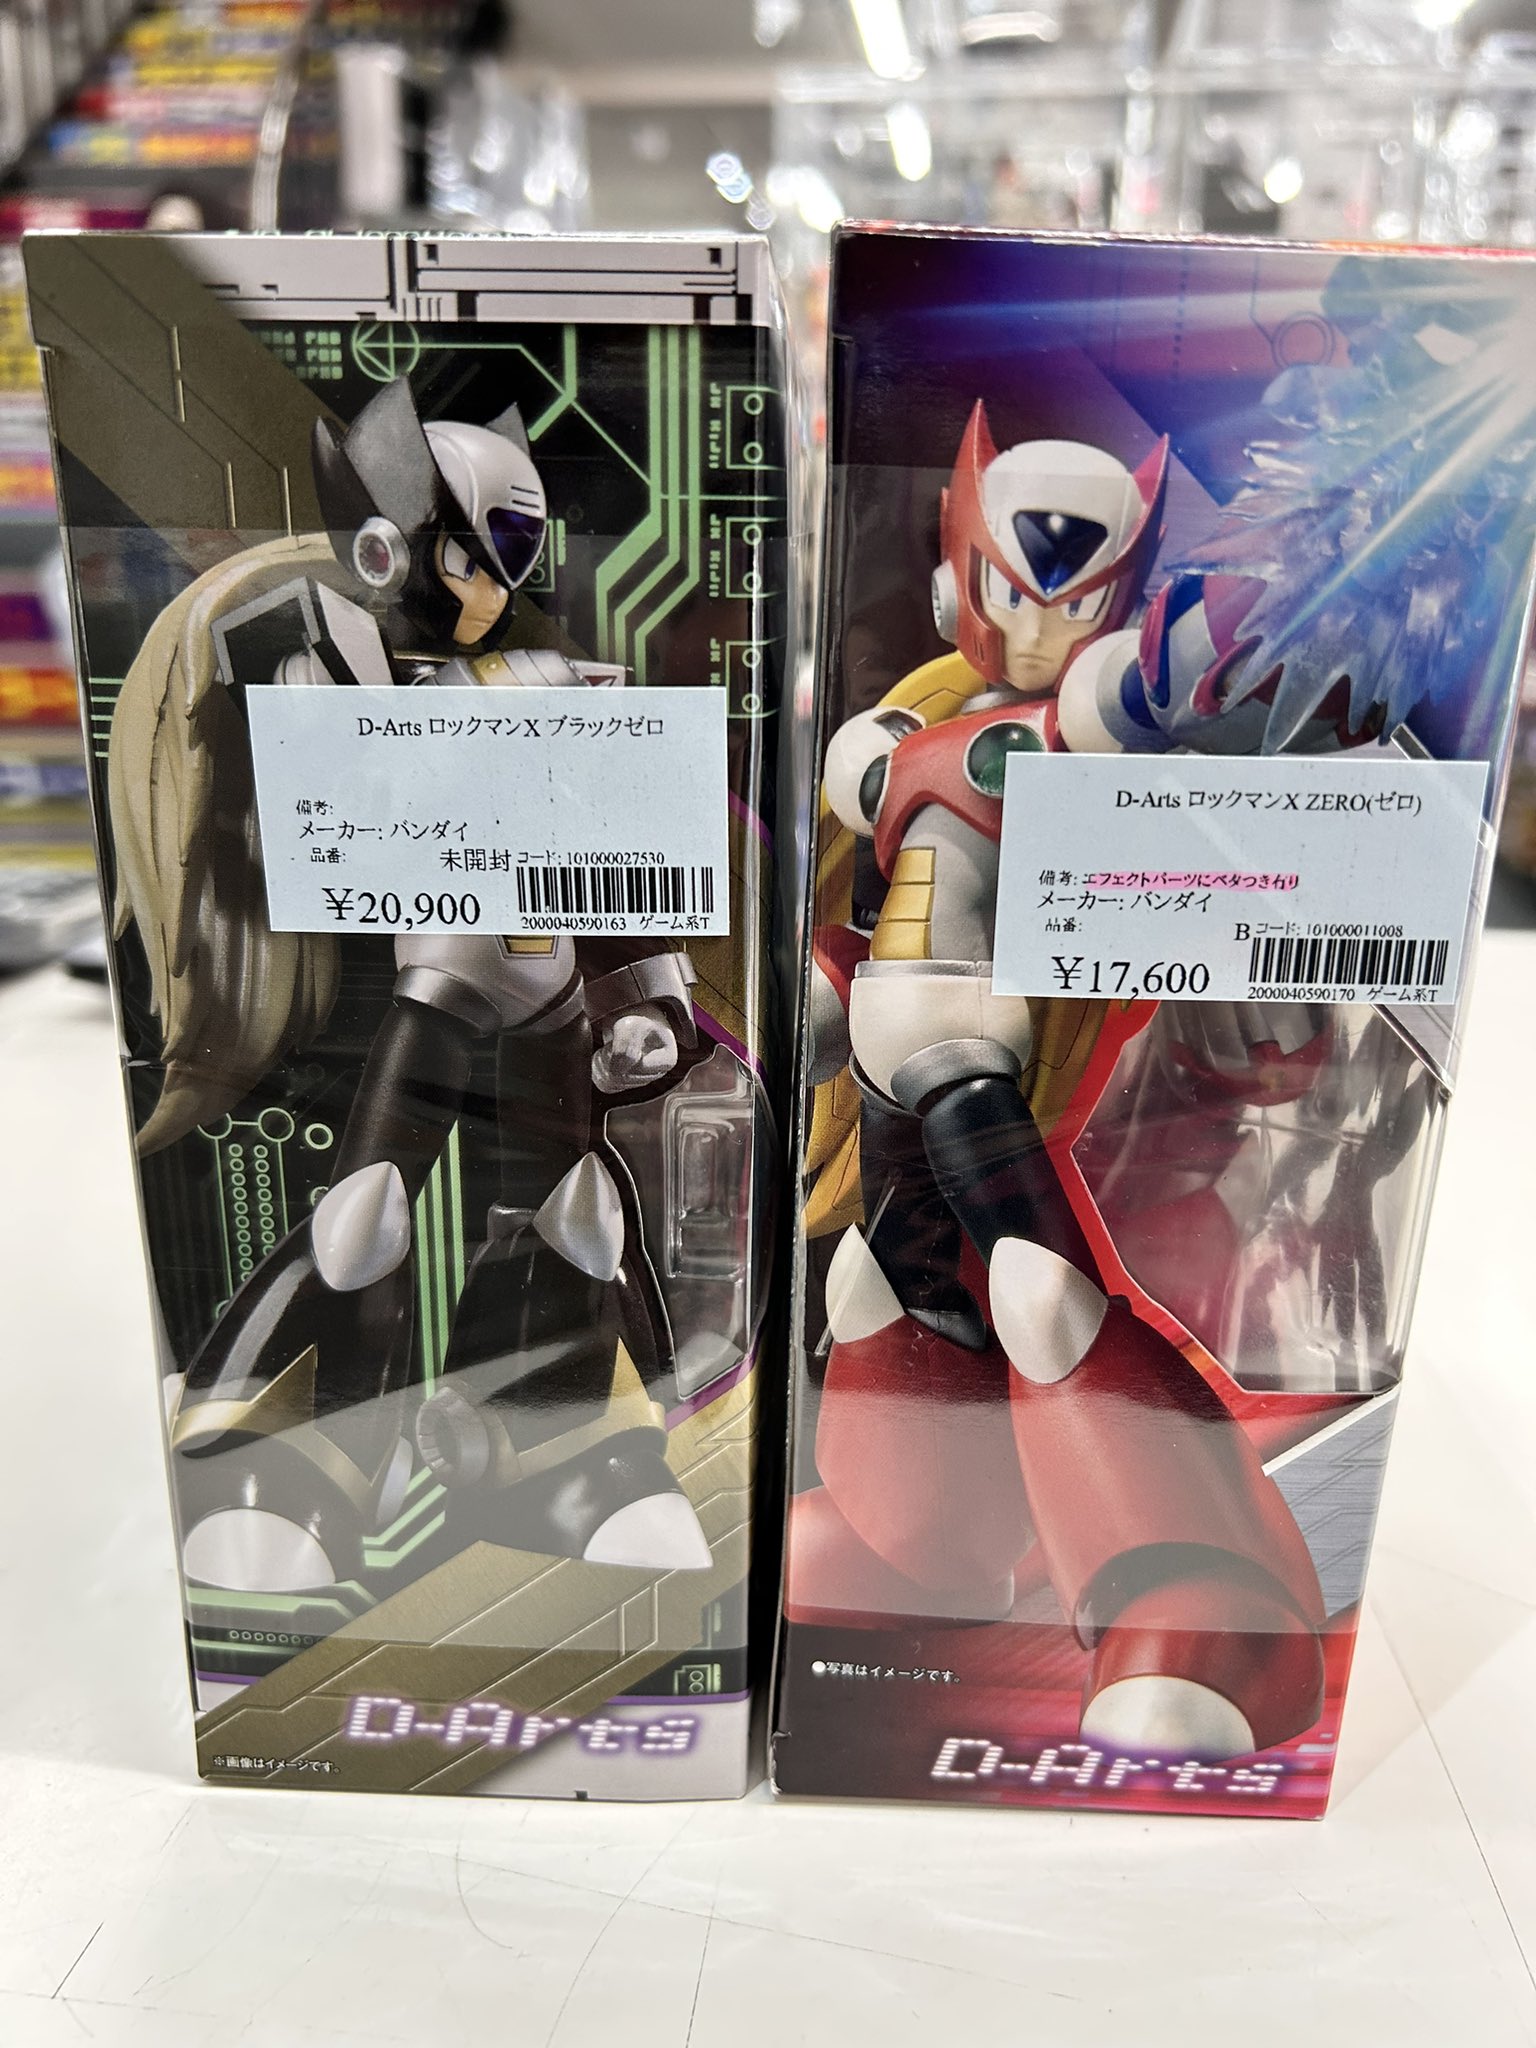 D-Arts ロックマンX ブラックゼロ
備考:
メーカー: バンダイ
品番:
未開封
コード: 101000027530
¥20,900
2000040590163 ゲーム系T
D-Arts
※画像はイメージです。
D-Arts ロックマンX ZERO(ゼロ)
備考: エフェクトパーツにベタつき有り
メーカー: バンダイ
品番:
B
コード: 101000011008
¥17,600
2000040590170 ゲーム系T
●写真はイメージです。
D-Arts